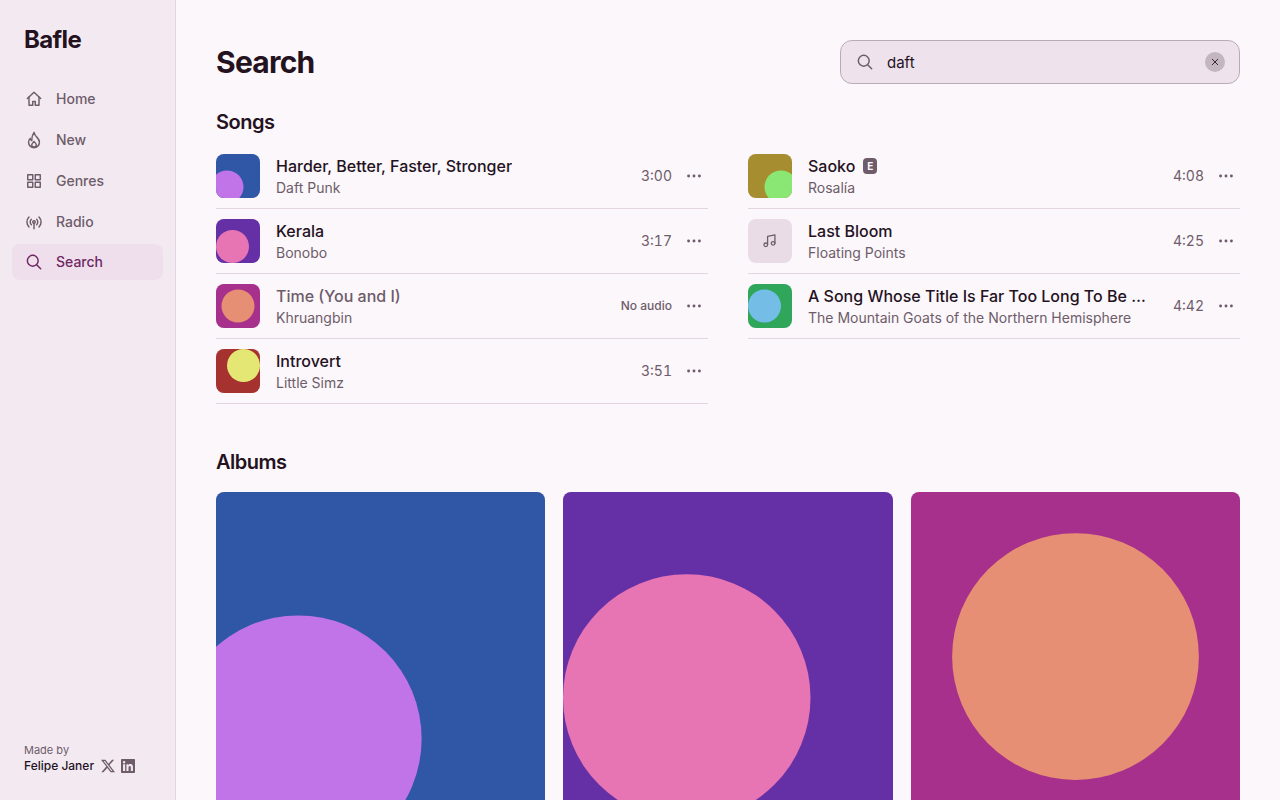 Bafle
Home
New
Genres
Radio
Search
Made by
Felipe Janer
Search
daft
Songs
Harder, Better, Faster, Stronger
Daft Punk
3:00
Kerala
Bonobo
3:17
Time (You and I)
Khruangbin
No audio
Introvert
Little Simz
3:51
Saoko E
Rosalía
4:08
Last Bloom
Floating Points
4:25
A Song Whose Title Is Far Too Long To Be ...
The Mountain Goats of the Northern Hemisphere
4:42
Albums